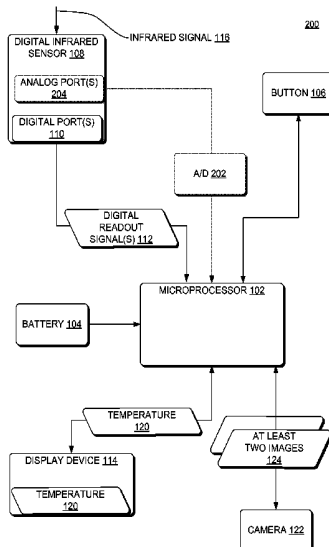 200
INFRARED SIGNAL 116
DIGITAL INFRARED
SENSOR 108
ANALOG PORT(S)
204
DIGITAL PORT(S)
110
BUTTON 106
A/D 202
DIGITAL
READOUT
SIGNAL(S) 112
MICROPROCESSOR 102
BATTERY 104
TEMPERATURE
120
AT LEAST
TWO IMAGES
124
DISPLAY DEVICE 114
TEMPERATURE
120
CAMERA 122